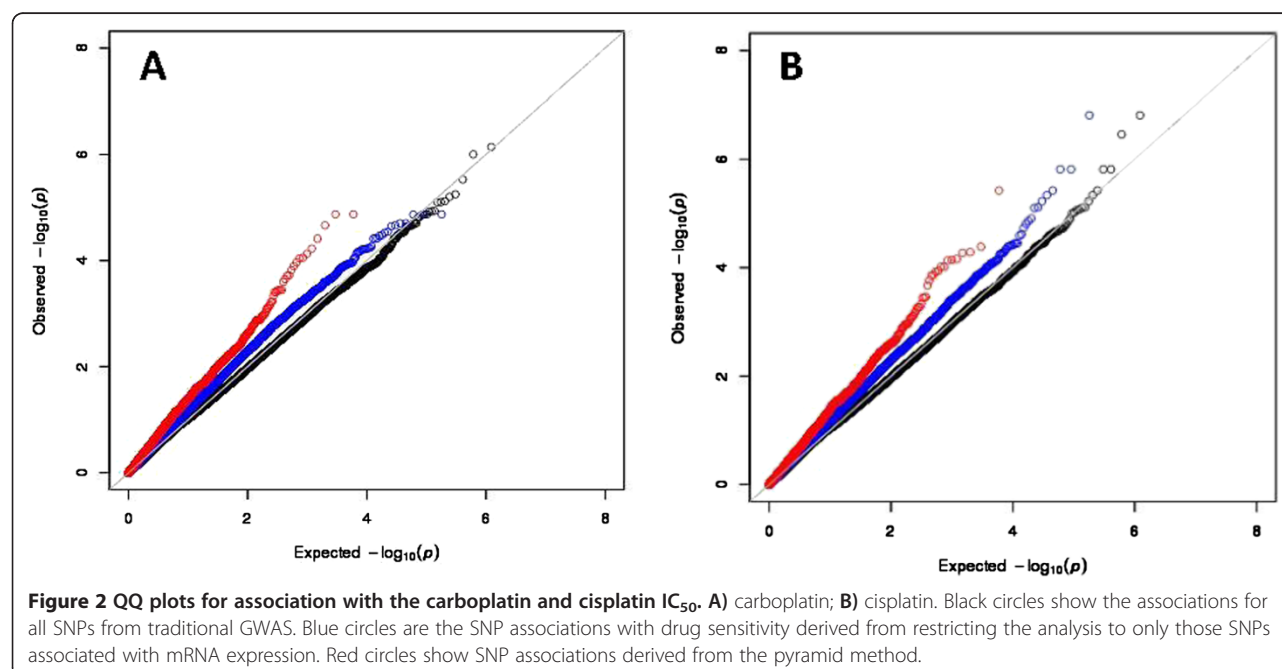 A
B
8
6
4
2
0
Observed −log10(p)
0 2 4 6 8
Expected −log10(p)
8
6
4
2
0
Observed −log10(p)
0 2 4 6 8
Expected −log10(p)
Figure 2 QQ plots for association with the carboplatin and cisplatin IC50. A) carboplatin; B) cisplatin. Black circles show the associations for
all SNPs from traditional GWAS. Blue circles are the SNP associations with drug sensitivity derived from restricting the analysis to only those SNPs
associated with mRNA expression. Red circles show SNP associations derived from the pyramid method.